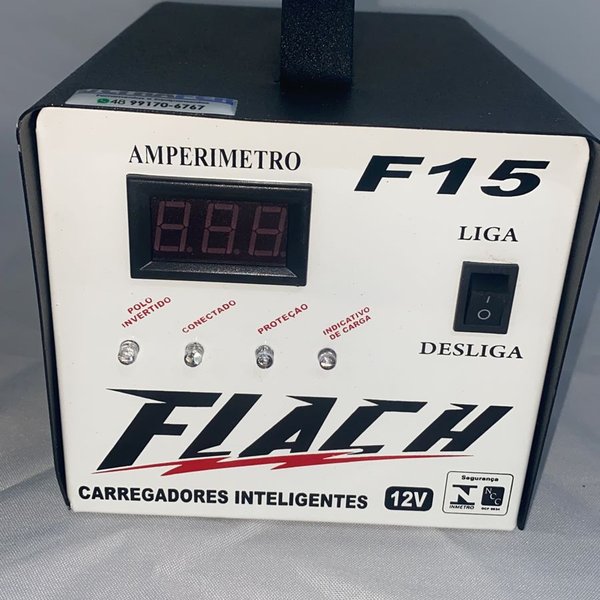 48 99170-6767
AMPERIMETRO
F15
LIGA
POLO
INVERTIDO
CONECTADO
PROTEÇÃO
INDICATIVO
DE CARGA
I
O
DESLIGA
FLACH
CARREGADORES INTELIGENTES
12V
Segurança
INMETRO
NCC